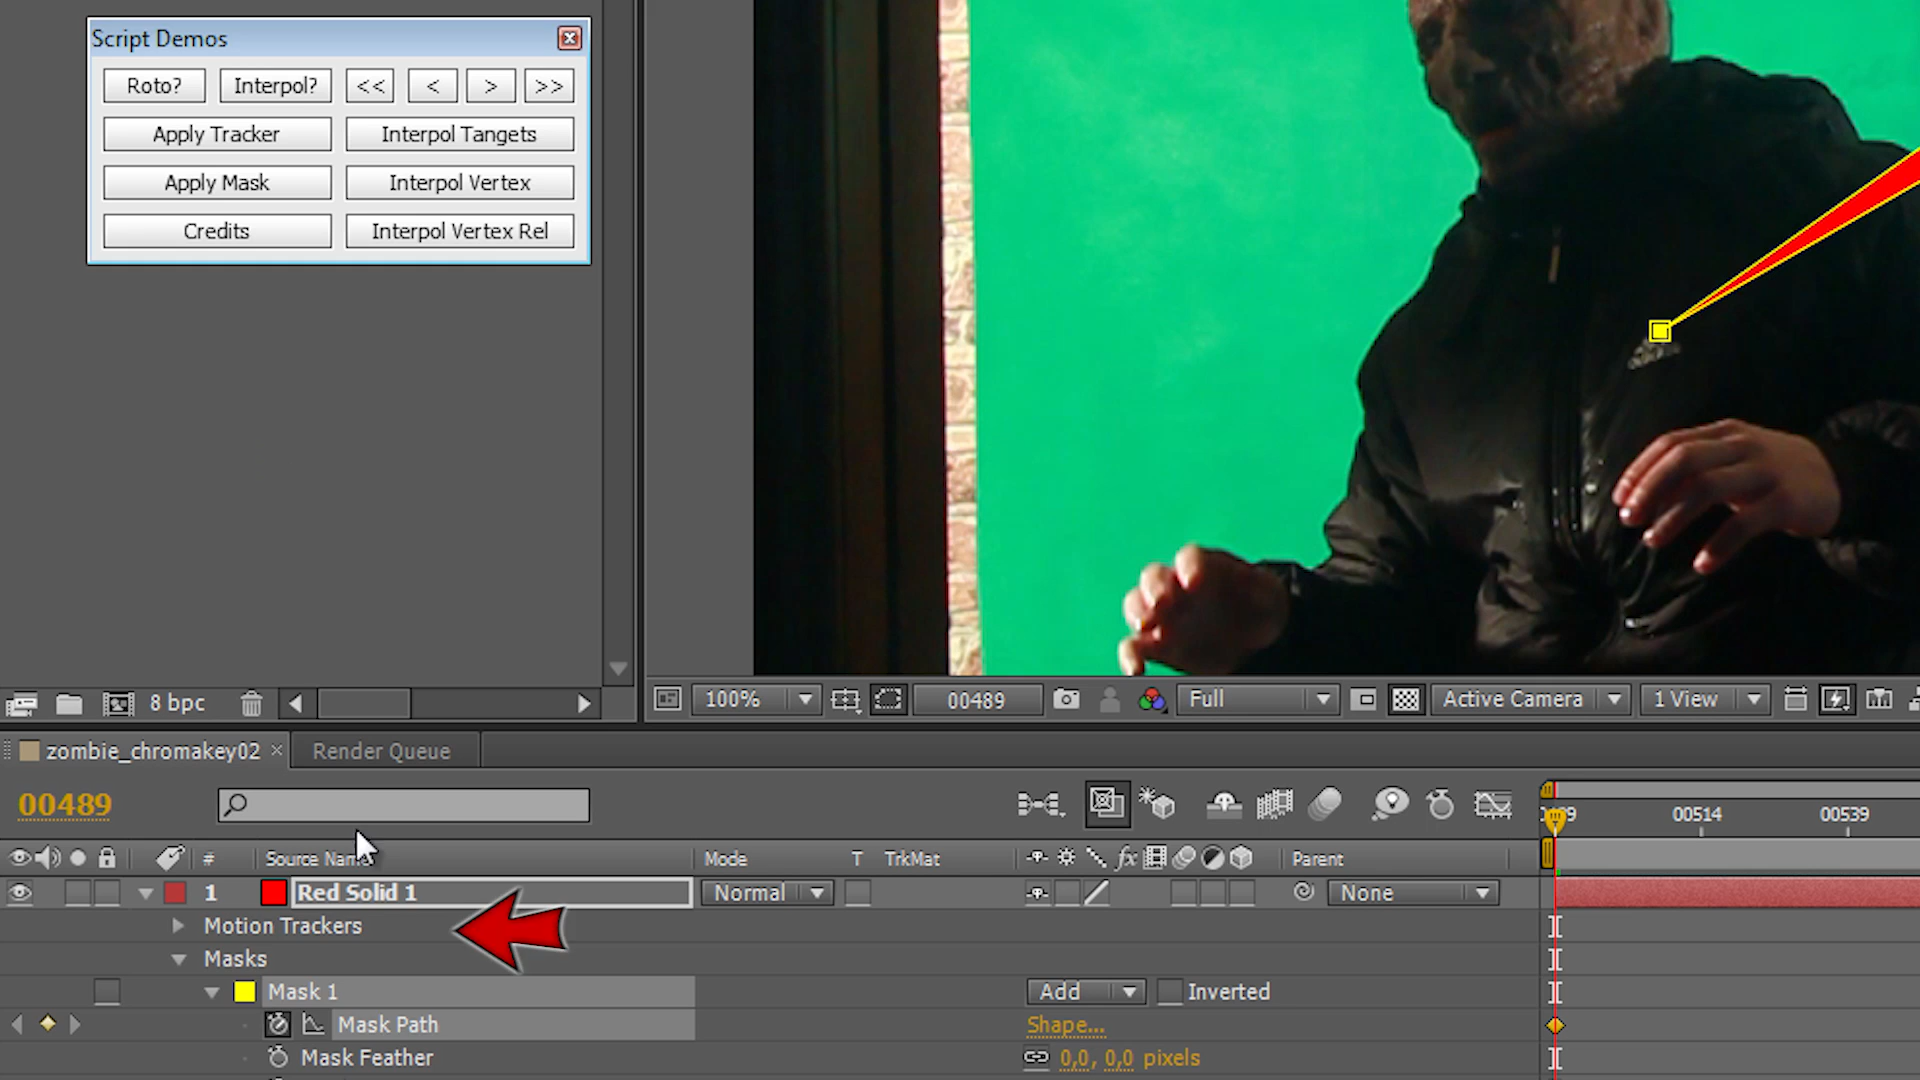 Script Demos
Roto? Interpol? << < > >>
Apply Tracker Interpol Tangets
Apply Mask Interpol Vertex
Credits Interpol Vertex Rel
8 bpc
100% 00489 Full Active Camera 1 View
zombie_chromakey02 Render Queue
00489
00514 00539
# Source Name Mode T TrkMat fx Parent
1 Red Solid 1 Normal None
Motion Trackers
Masks
Mask 1 Add Inverted
Mask Path Shape...
Mask Feather 0,0, 0,0 pixels